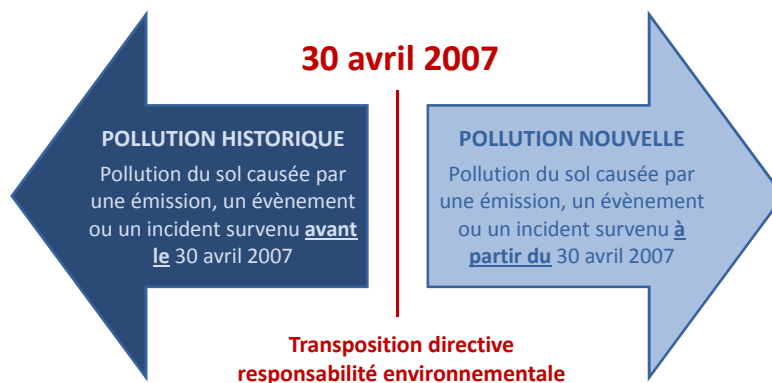 30 avril 2007
POLLUTION HISTORIQUE
Pollution du sol causée par
une émission, un évènement
ou un incident survenu avant
le 30 avril 2007
POLLUTION NOUVELLE
Pollution du sol causée par
une émission, un évènement
ou un incident survenu à
partir du 30 avril 2007
Transposition directive
responsabilité environnementale